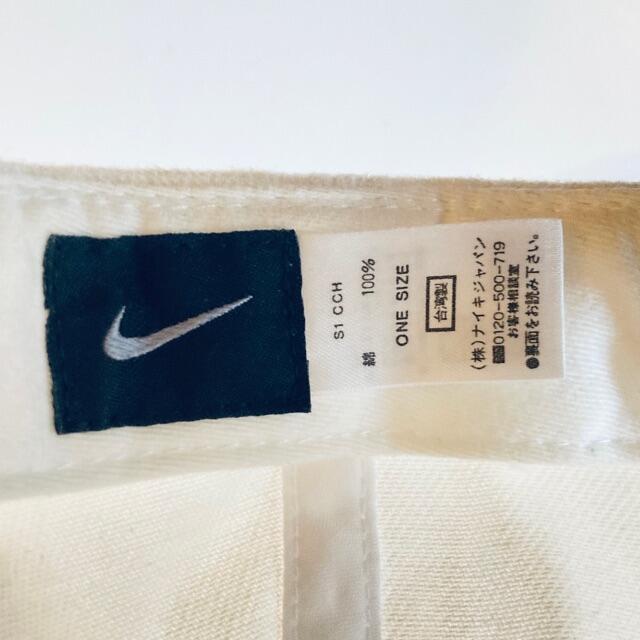 S1 CCH
綿 100%
ONE SIZE
台湾製
(株)ナイキジャパン
0120-500-719
お客様相談室
●裏面をお読み下さい。